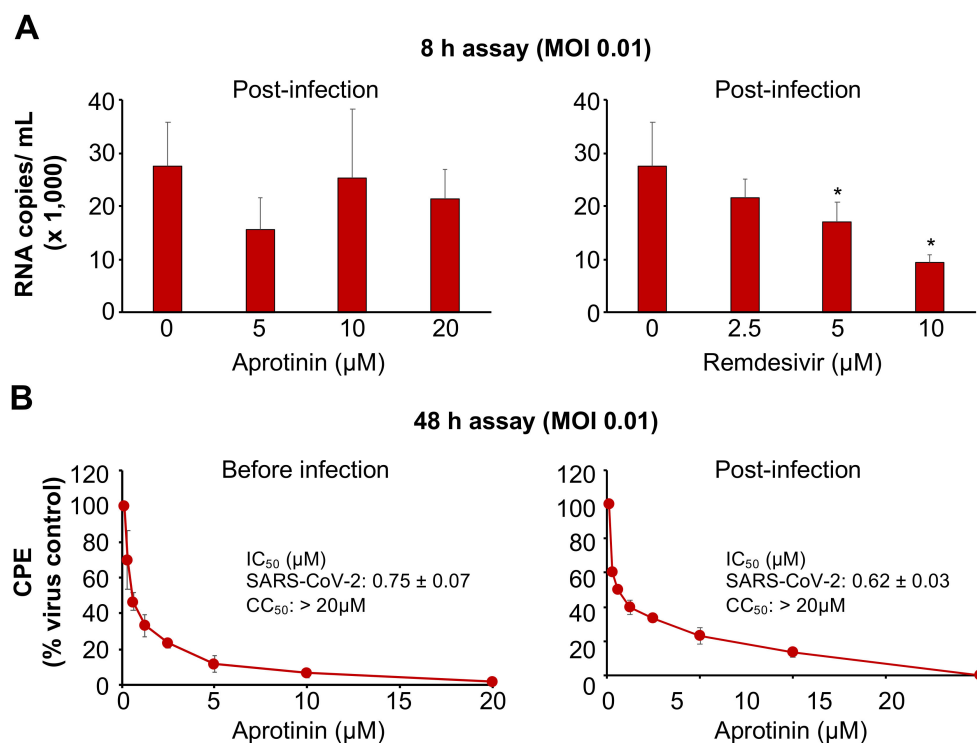 A
8 h assay (MOI 0.01)
Post-infection
RNA copies/ mL
(x 1,000)
40
30
20
10
0
0 5 10 20
Aprotinin (µM)
Post-infection
40
30
20
10
0
*
*
0 2.5 5 10
Remdesivir (µM)
B
48 h assay (MOI 0.01)
Before infection
CPE
(% virus control)
120
100
80
60
40
20
0
IC₅₀ (µM)
SARS-CoV-2: 0.75 ± 0.07
CC₅₀: > 20µM
0 5 10 15 20
Aprotinin (µM)
Post-infection
120
100
80
60
40
20
0
IC₅₀ (µM)
SARS-CoV-2: 0.62 ± 0.03
CC₅₀: > 20µM
0 5 10 15 20
Aprotinin (µM)